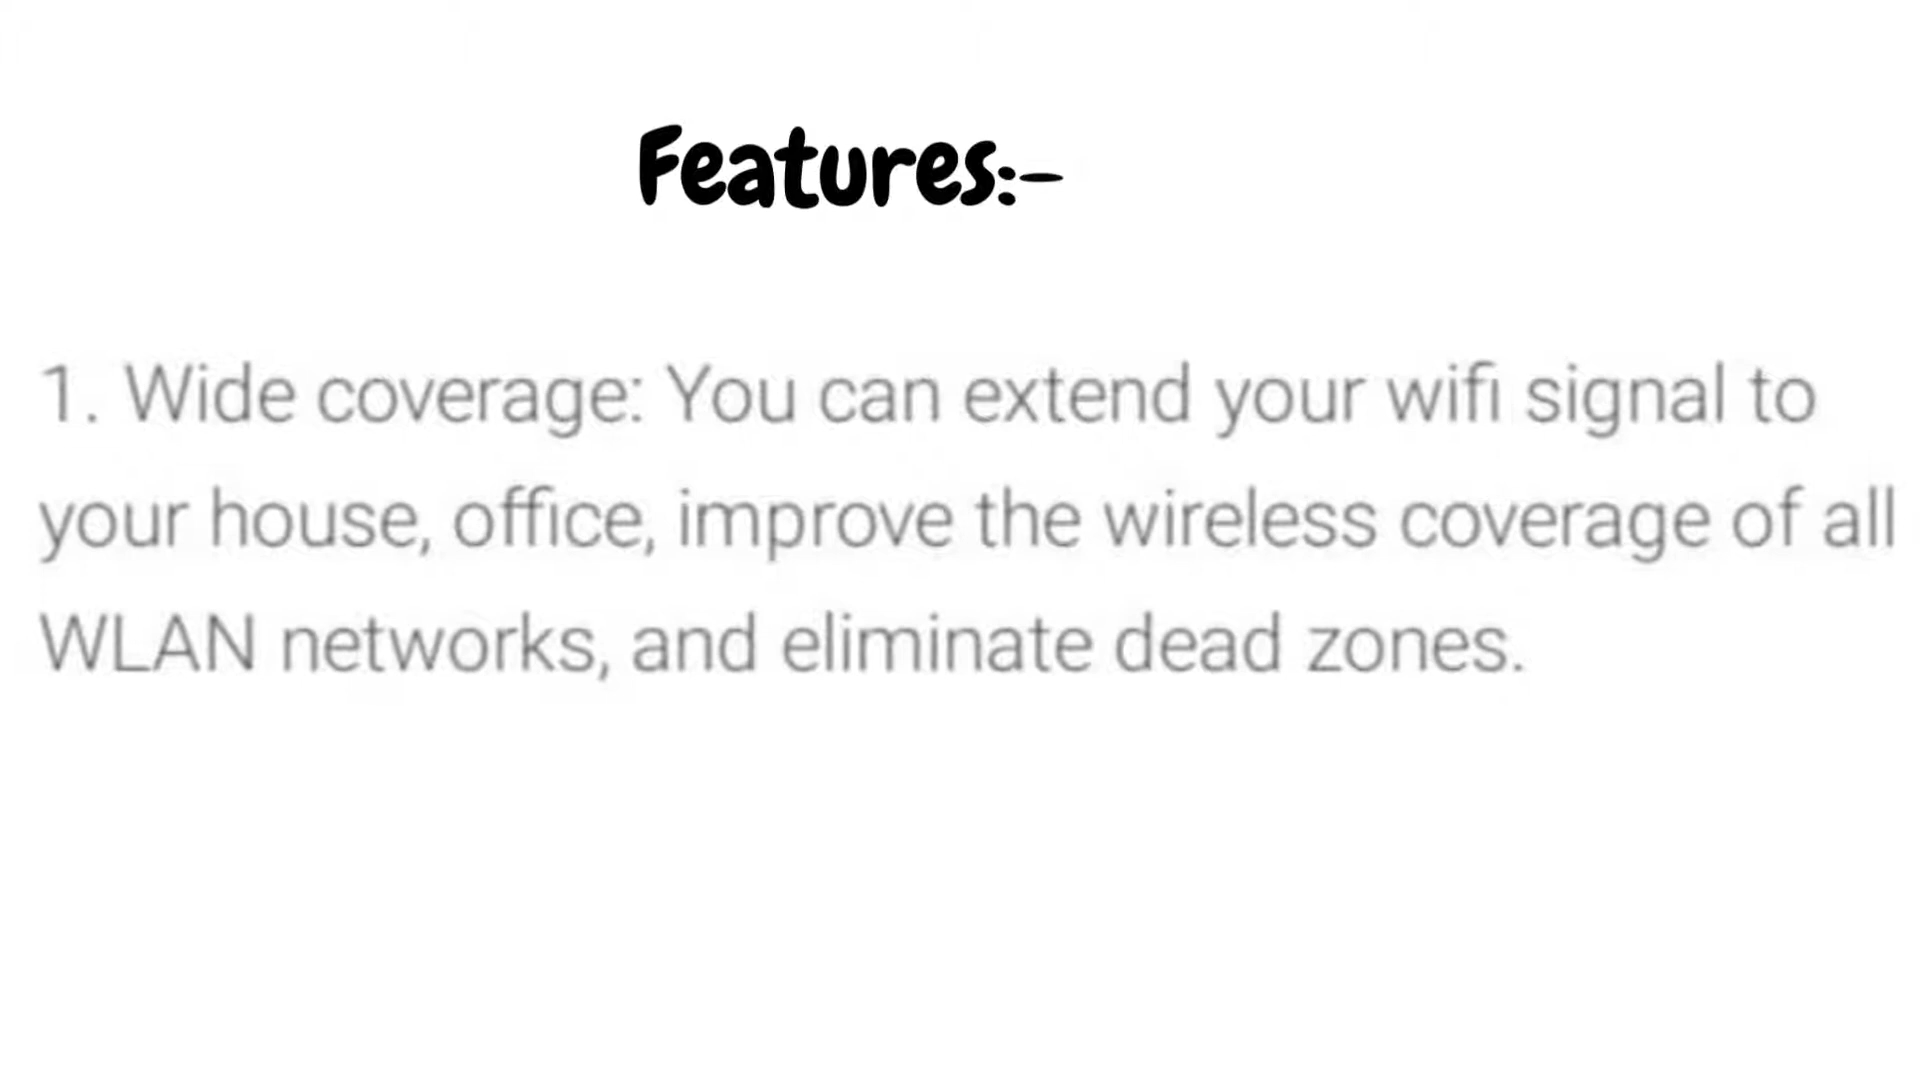 Features:-
1. Wide coverage: You can extend your wifi signal to
your house, office, improve the wireless coverage of all
WLAN networks, and eliminate dead zones.